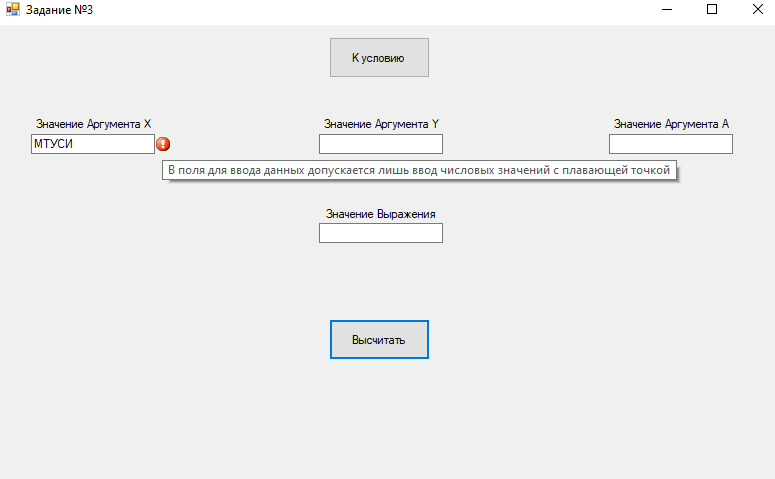 Задание №3
К условию
Значение Аргумента X
Значение Аргумента Y
Значение Аргумента A
МТУСИ
В поля для ввода данных допускается лишь ввод числовых значений с плавающей точкой
Значение Выражения
Высчитать